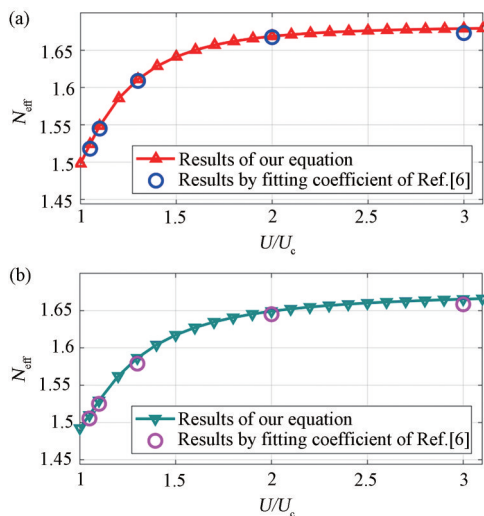 (a)
1.65
1.6
N_eff
1.55
1.5
1.45
Results of our equation
Results by fitting coefficient of Ref.[6]
1 1.5 2 2.5 3
U/U_c
(b)
1.65
1.6
N_eff
1.55
1.5
1.45
Results of our equation
Results by fitting coefficient of Ref.[6]
1 1.5 2 2.5 3
U/U_c